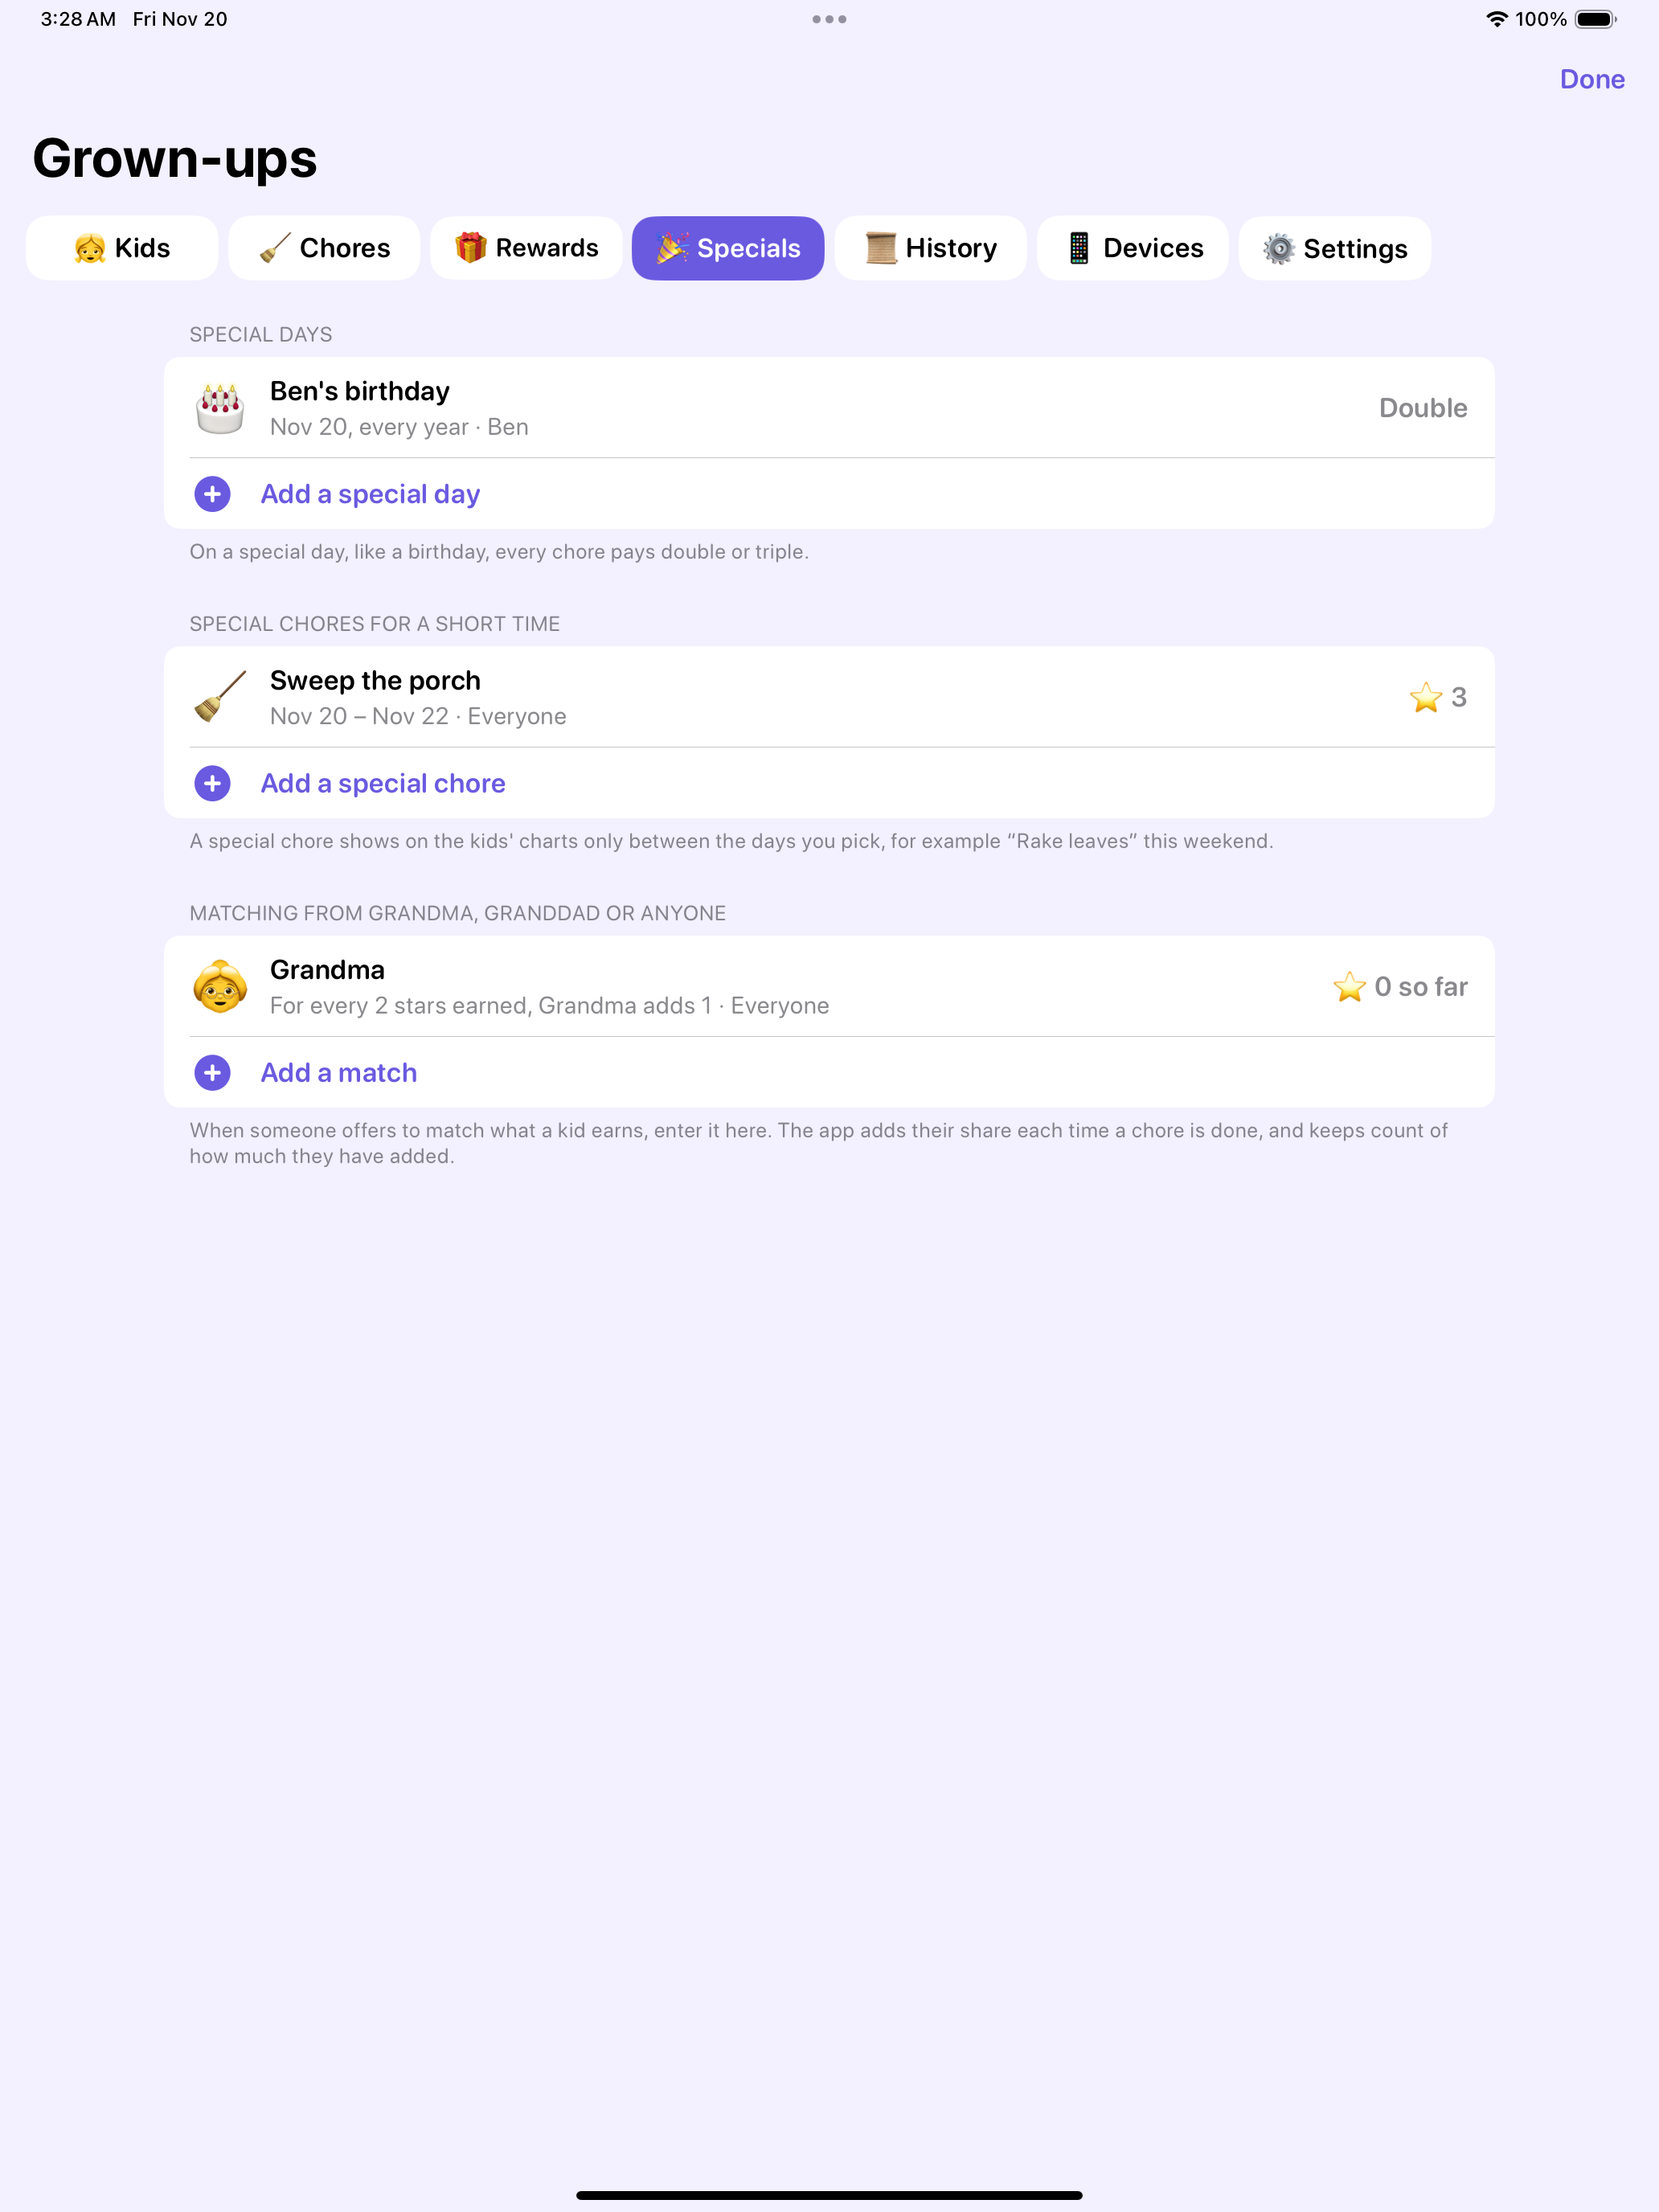 3:28 AM Fri Nov 20
100%
Done
Grown-ups
Kids
Chores
Rewards
Specials
History
Devices
Settings
SPECIAL DAYS
Ben's birthday
Nov 20, every year · Ben
Double
Add a special day
On a special day, like a birthday, every chore pays double or triple.
SPECIAL CHORES FOR A SHORT TIME
Sweep the porch
Nov 20 – Nov 22 · Everyone
3
Add a special chore
A special chore shows on the kids' charts only between the days you pick, for example “Rake leaves” this weekend.
MATCHING FROM GRANDMA, GRANDDAD OR ANYONE
Grandma
For every 2 stars earned, Grandma adds 1 · Everyone
0 so far
Add a match
When someone offers to match what a kid earns, enter it here. The app adds their share each time a chore is done, and keeps count of
how much they have added.